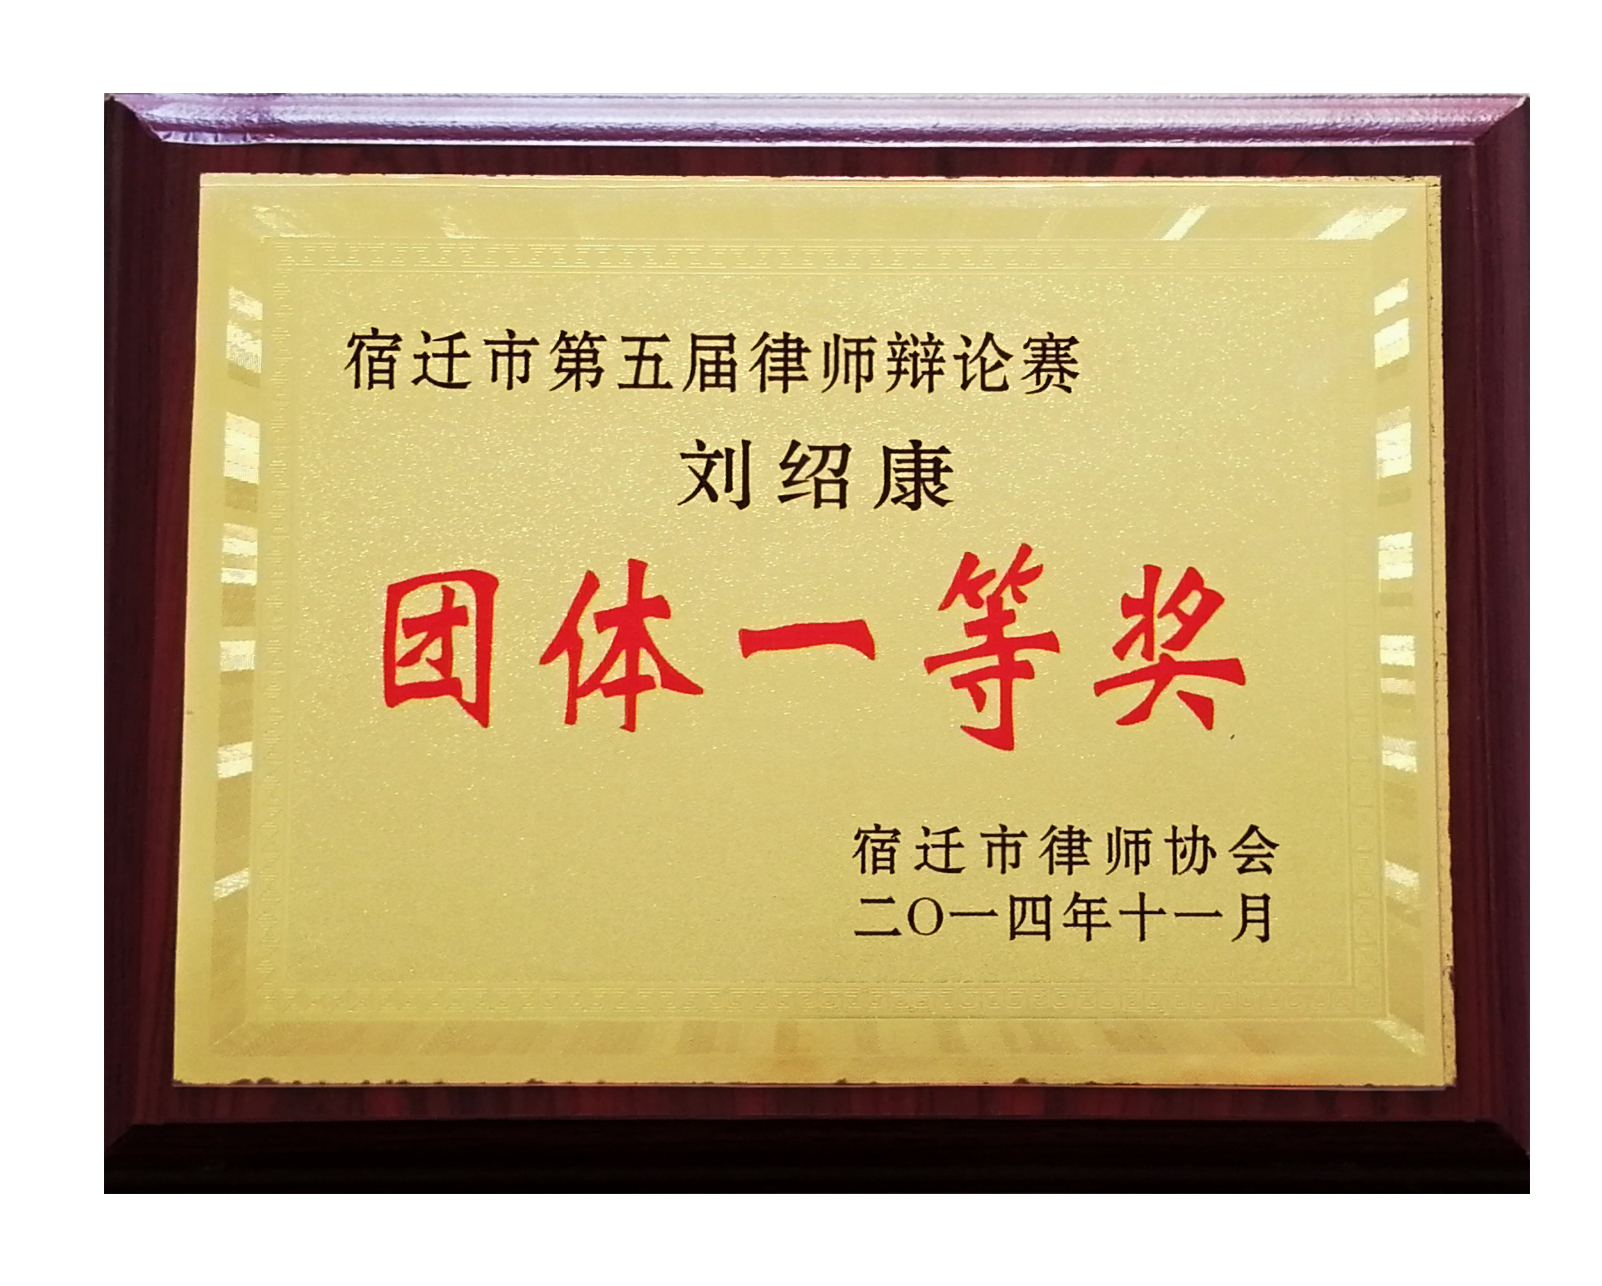 宿迁市第五届律师辩论赛
刘绍康
团体一等奖
宿迁市律师协会
二〇一四年十一月